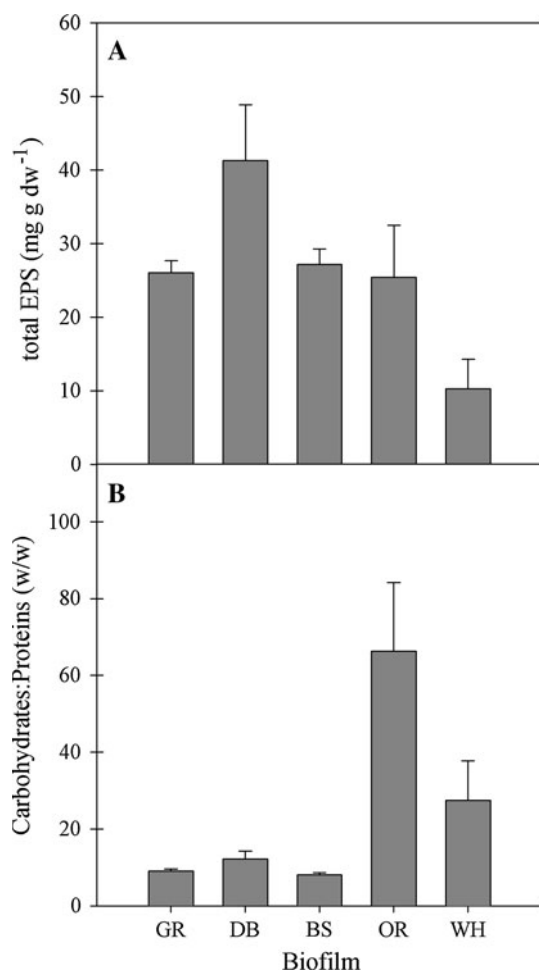 A
total EPS (mg g dw⁻¹)
60
50
40
30
20
10
0
B
Carbohydrates:Proteins (w/w)
100
80
60
40
20
0
GR DB BS OR WH
Biofilm